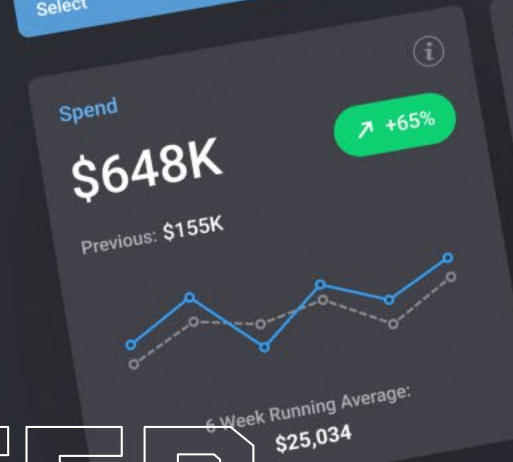 Select
Spend
$648K
+65%
Previous: $155K
6 Week Running Average:
$25,034